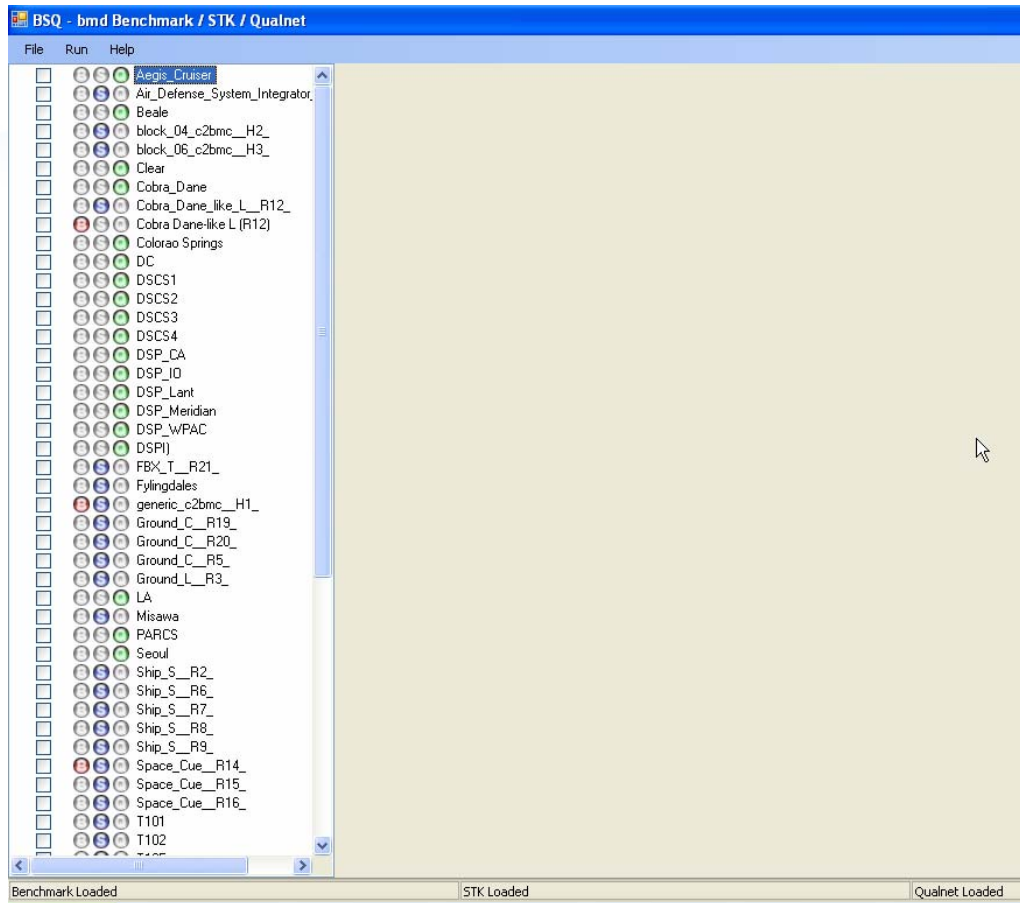 BSQ - bmd Benchmark / STK / Qualnet
File Run Help
B S Aegis_Cruiser
B S Air_Defense_System_Integrator_
B S Beale
B S block_04_c2bmc__H2_
B S block_06_c2bmc__H3_
B S Clear
B S Cobra_Dane
B S Cobra_Dane_like_L__R12_
B S Cobra Dane-like L (R12)
B S Colorao Springs
B S DC
B S DSCS1
B S DSCS2
B S DSCS3
B S DSCS4
B S DSP_CA
B S DSP_IO
B S DSP_Lant
B S DSP_Meridian
B S DSP_WPAC
B S DSPI)
B S FBX_T__R21_
B S Fylingdales
B S generic_c2bmc__H1_
B S Ground_C__R19_
B S Ground_C__R20_
B S Ground_C__R5_
B S Ground_L__R3_
B S LA
B S Misawa
B S PARCS
B S Seoul
B S Ship_S__R2_
B S Ship_S__R6_
B S Ship_S__R7_
B S Ship_S__R8_
B S Ship_S__R9_
B S Space_Cue__R14_
B S Space_Cue__R15_
B S Space_Cue__R16_
B S T101
B S T102
Benchmark Loaded STK Loaded Qualnet Loaded